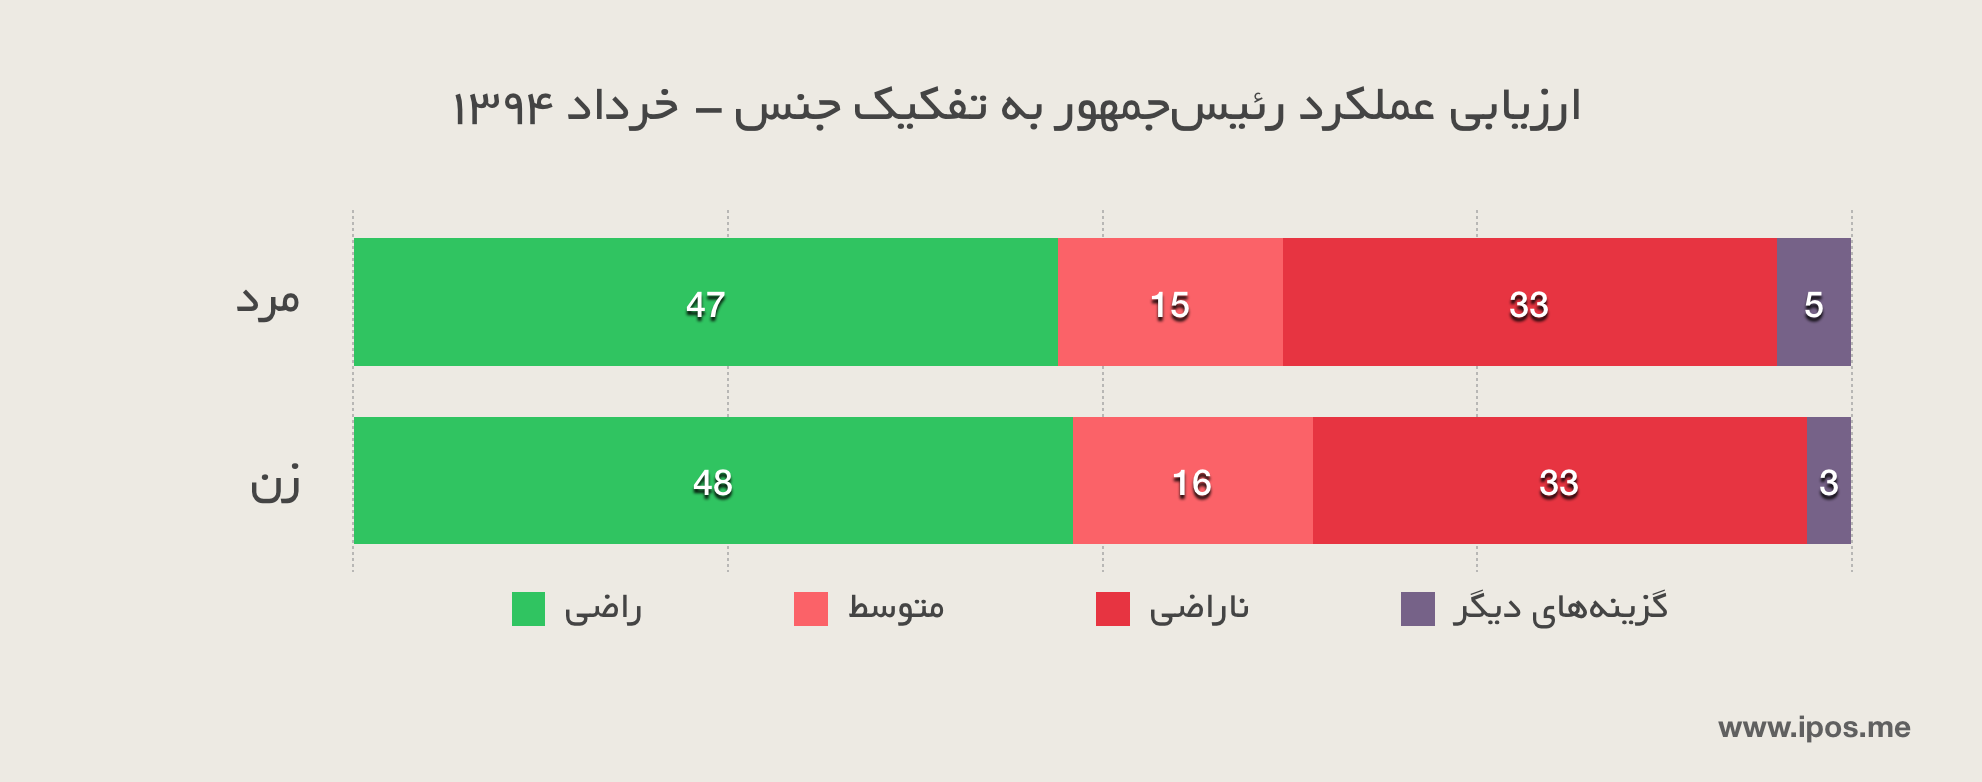 ارزیابی عملکرد رئیس‌جمهور به تفکیک جنس – خرداد ۱۳۹۴
مرد 47 15 33 5
زن 48 16 33 3
راضی متوسط ناراضی گزینه‌های دیگر
www.ipos.me